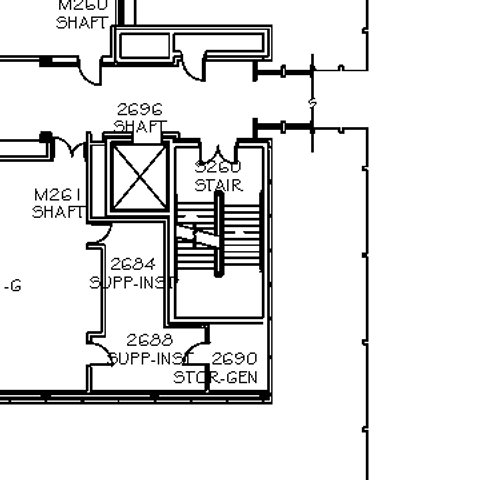 M260
SHAFT
2696
SHAFT
S260
STAIR
M261
SHAFT
2684
SUPP-INST
-G
2688
SUPP-INST
2690
STOR-GEN